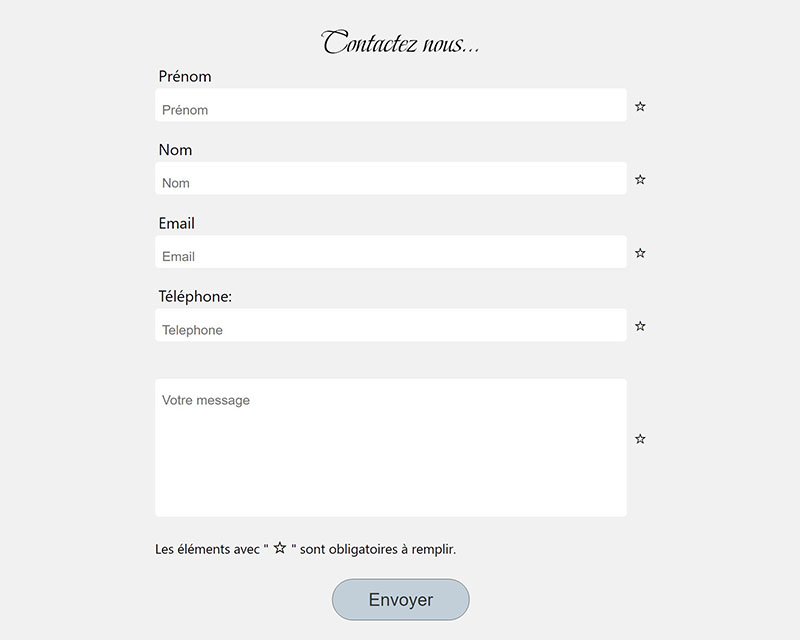 Contactez nous...
Prénom
Prénom
☆
Nom
Nom
☆
Email
Email
☆
Téléphone:
Telephone
☆
Votre message
☆
Les éléments avec " ☆ " sont obligatoires à remplir.
Envoyer